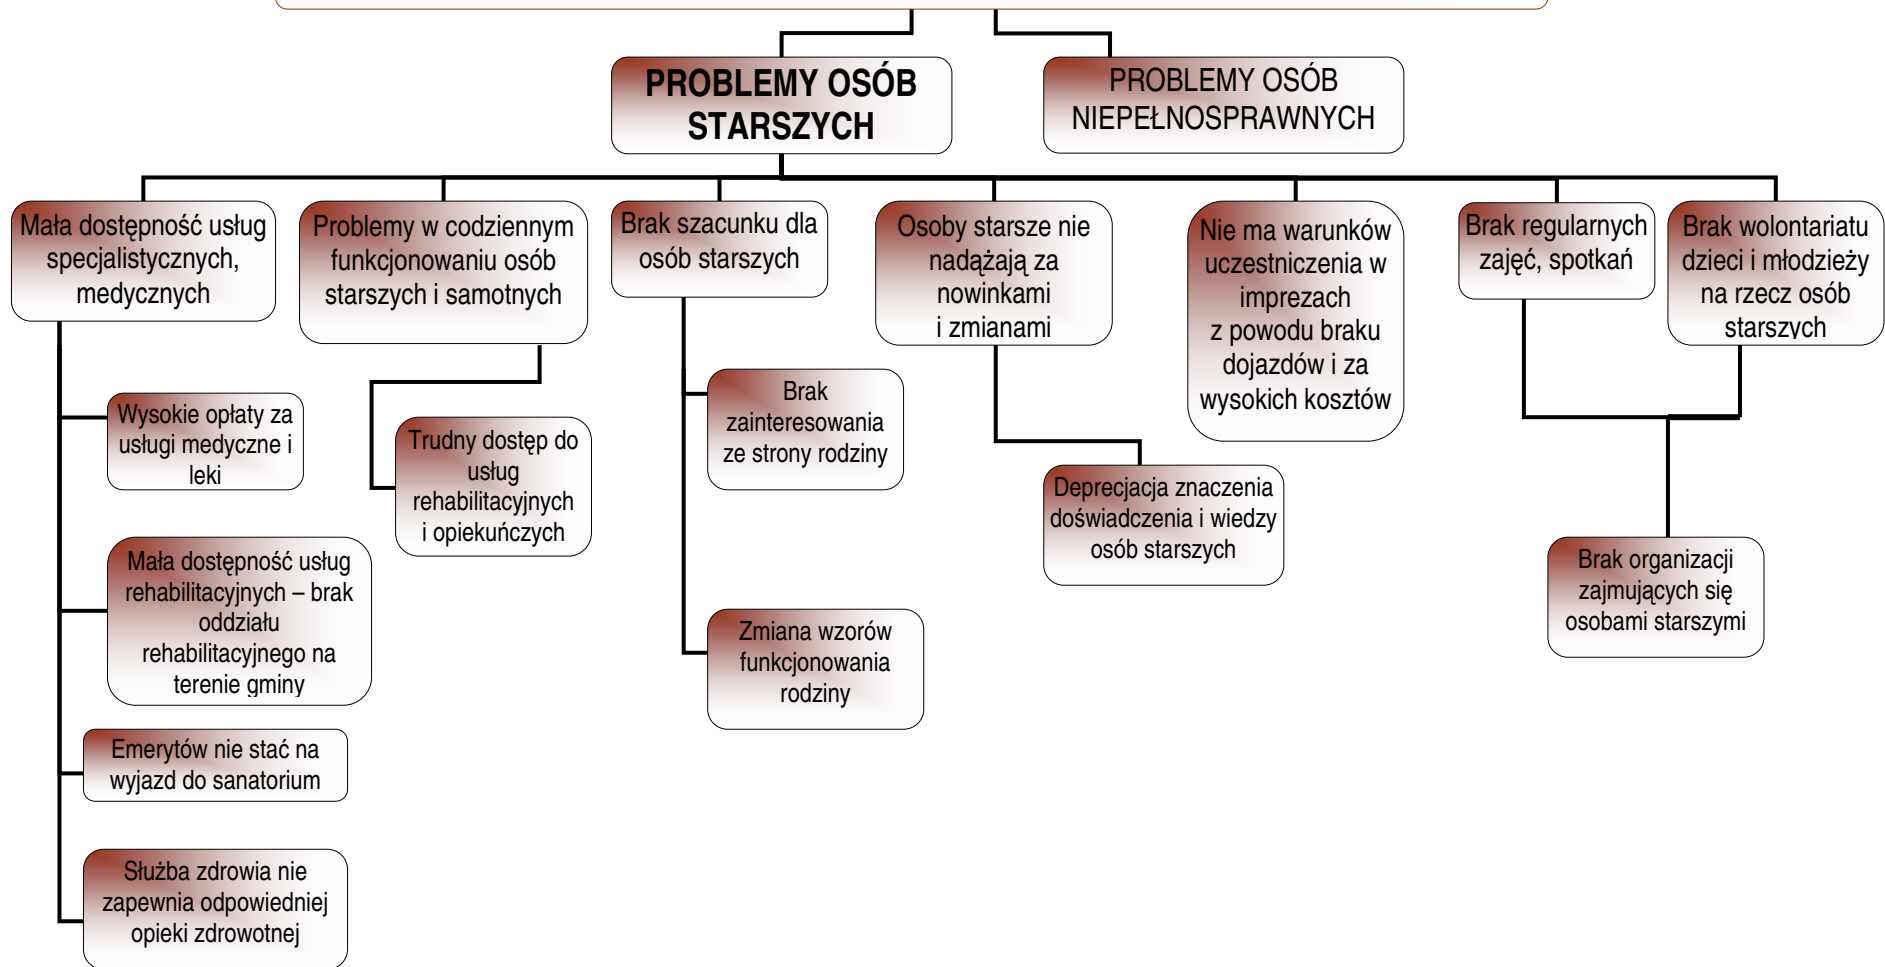 PROBLEMY OSÓB
STARSZYCH
PROBLEMY OSÓB
NIEPEŁNOSPRAWNYCH
Mała dostępność usług
specjalistycznych,
medycznych
Problemy w codziennym
funkcjonowaniu osób
starszych i samotnych
Brak szacunku dla
osób starszych
Osoby starsze nie
nadążają za
nowinkami
i zmianami
Nie ma warunków
uczestniczenia w
imprezach
z powodu braku
dojazdów i za
wysokich kosztów
Brak regularnych
zajęć, spotkań
Brak wolontariatu
dzieci i młodzieży
na rzecz osób
starszych
Wysokie opłaty za
usługi medyczne i
leki
Trudny dostęp do
usług
rehabilitacyjnych
i opiekuńczych
Brak
zainteresowania
ze strony rodziny
Deprecjacja znaczenia
doświadczenia i wiedzy
osób starszych
Mała dostępność usług
rehabilitacyjnych – brak
oddziału
rehabilitacyjnego na
terenie gminy
Brak organizacji
zajmujących się
osobami starszymi
Zmiana wzorów
funkcjonowania
rodziny
Emerytów nie stać na
wyjazd do sanatorium
Służba zdrowia nie
zapewnia odpowiedniej
opieki zdrowotnej